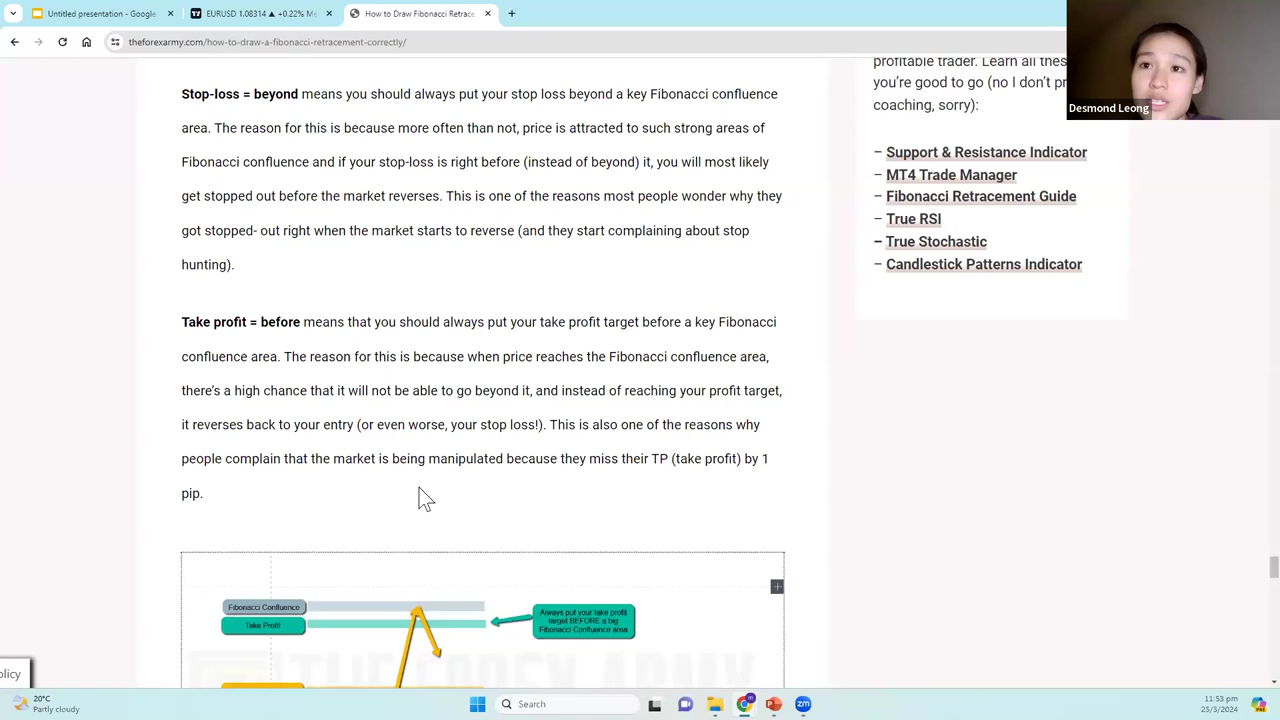 Untitled presentation - Google
EURUSD 1.08314 ▲ +0.22% Me
How to Draw Fibonacci Retrace
theforexarmy.com/how-to-draw-a-fibonacci-retracement-correctly/
Desmond Leong
Stop-loss = beyond means you should always put your stop loss beyond a key Fibonacci confluence
area. The reason for this is because more often than not, price is attracted to such strong areas of
Fibonacci confluence and if your stop-loss is right before (instead of beyond) it, you will most likely
get stopped out before the market reverses. This is one of the reasons most people wonder why they
got stopped- out right when the market starts to reverse (and they start complaining about stop
hunting).
Take profit = before means that you should always put your take profit target before a key Fibonacci
confluence area. The reason for this is because when price reaches the Fibonacci confluence area,
there's a high chance that it will not be able to go beyond it, and instead of reaching your profit target,
it reverses back to your entry (or even worse, your stop loss!). This is also one of the reasons why
people complain that the market is being manipulated because they miss their TP (take profit) by 1
pip.
Fibonacci Confluence
Take Profit
Always put your take profit
target BEFORE a big
Fibonacci Confluence area
THE FOREX ARMY
profitable trader. Learn all thes
you're good to go (no I don't pr
coaching, sorry):
– Support & Resistance Indicator
– MT4 Trade Manager
– Fibonacci Retracement Guide
– True RSI
– True Stochastic
– Candlestick Patterns Indicator
olicy
20°C
Partly cloudy
Search
zm
11:53 pm
25/3/2024